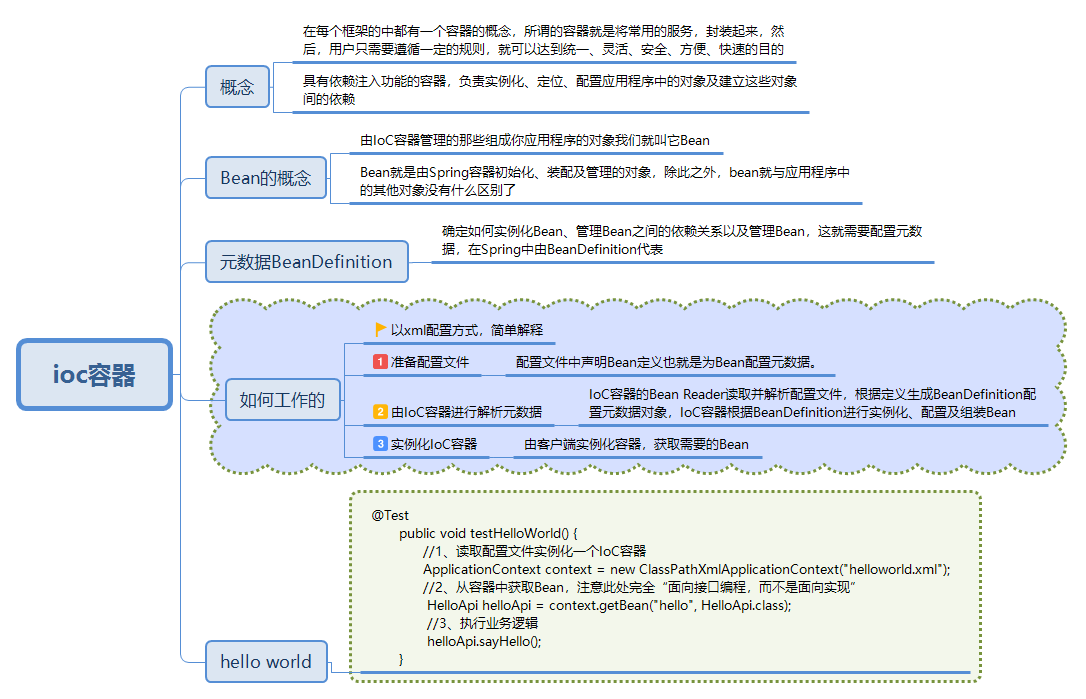 在每个框架的中都有一个容器的概念，所谓的容器就是将常用的服务，封装起来，然
后，用户只需要遵循一定的规则，就可以达到统一、灵活、安全、方便、快速的目的
概念
具有依赖注入功能的容器，负责实例化、定位、配置应用程序中的对象及建立这些对象
间的依赖
由IoC容器管理的那些组成你应用程序的对象我们就叫它Bean
Bean的概念
Bean就是由Spring容器初始化、装配及管理的对象，除此之外，bean就与应用程序中
的其他对象没有什么区别了
确定如何实例化Bean、管理Bean之间的依赖关系以及管理Bean，这就需要配置元数
据，在Spring中由BeanDefinition代表
元数据BeanDefinition
ioc容器
如何工作的
以xml配置方式，简单解释
1 准备配置文件
配置文件中声明Bean定义也就是为Bean配置元数据。
2 由IoC容器进行解析元数据
IoC容器的Bean Reader读取并解析配置文件，根据定义生成BeanDefinition配
置元数据对象，IoC容器根据BeanDefinition进行实例化、配置及组装Bean
3 实例化IoC容器
由客户端实例化容器，获取需要的Bean
@Test
public void testHelloWorld() {
//1、读取配置文件实例化一个IoC容器
ApplicationContext context = new ClassPathXmlApplicationContext("helloworld.xml");
//2、从容器中获取Bean，注意此处完全“面向接口编程，而不是面向实现”
HelloApi helloApi = context.getBean("hello", HelloApi.class);
//3、执行业务逻辑
helloApi.sayHello();
}
hello world